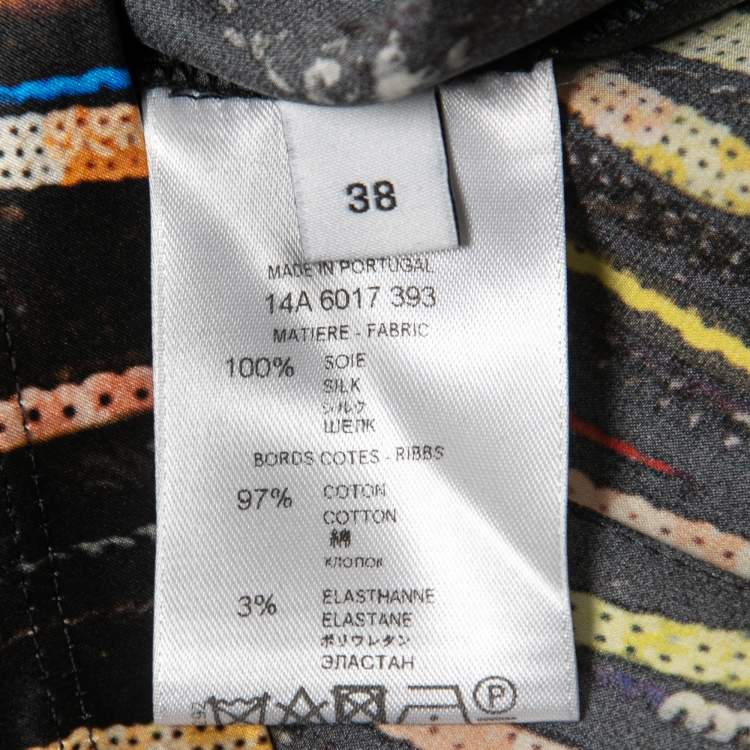 38
MADE IN PORTUGAL
14A 6017 393
MATIERE - FABRIC
100% SOIE
SILK
シルク
ШЕЛК
BORDS COTES - RIBBS
97% COTON
COTTON
綿
ХЛОПОК
3% ELASTHANNE
ELASTANE
ポリウレタン
ЭЛАСТАН
P